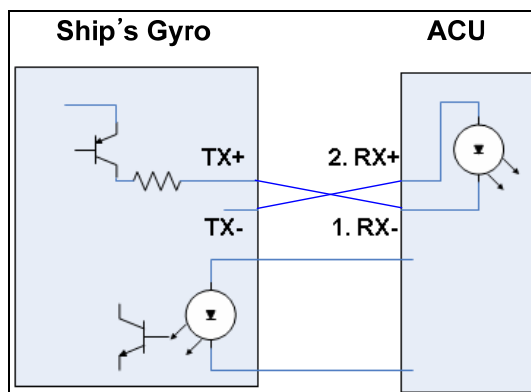 Ship's Gyro
ACU
TX+
2. RX+
TX-
1. RX-